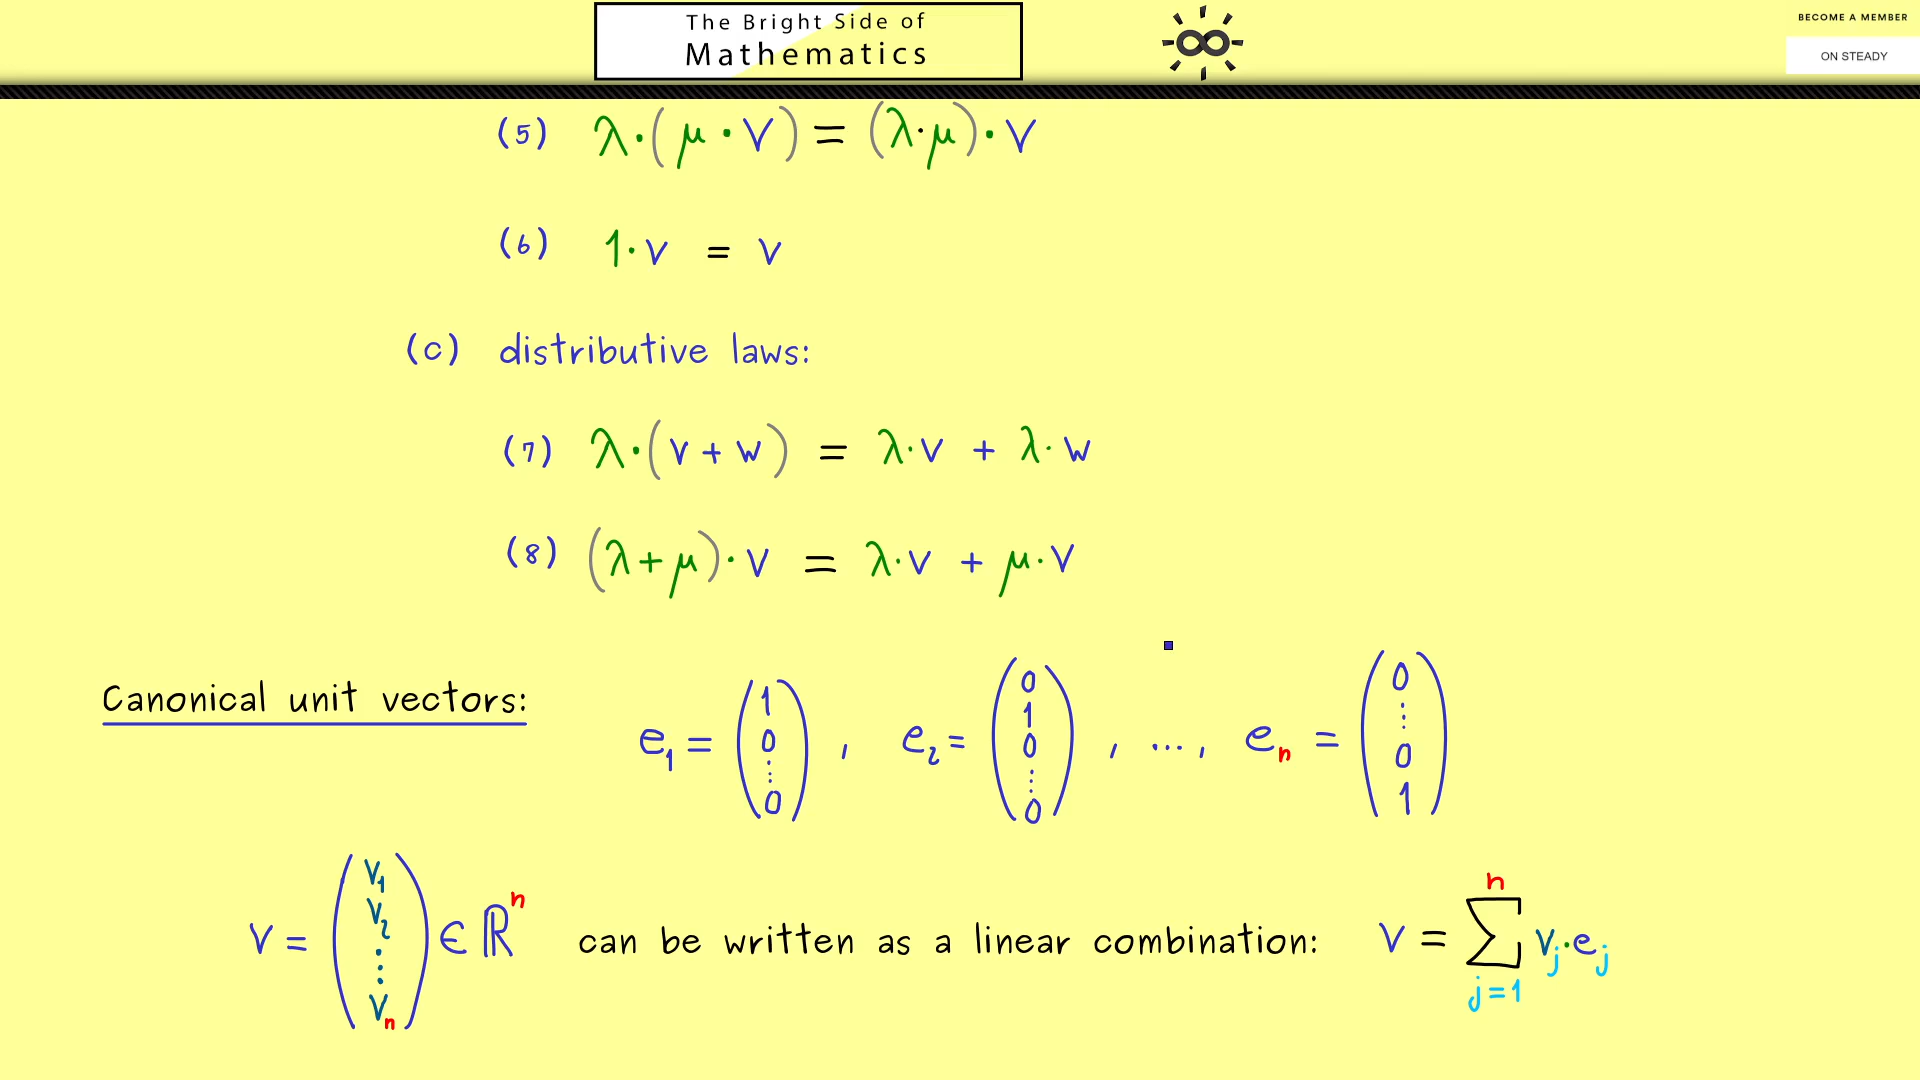 The Bright Side of
Mathematics
BECOME A MEMBER
ON STEADY
(5) λ·(μ·v) = (λ·μ)·v
(6) 1·v = v
(c) distributive laws:
(7) λ·(v + w) = λ·v + λ·w
(8) (λ+μ)·v = λ·v + μ·v
Canonical unit vectors: e₁ = (1 0 ⋮ 0) , e₂ = (0 1 0 ⋮ 0) , ... , eₙ = (0 ⋮ 0 1)
v = (v₁ v₂ ⋮ vₙ) ∈ ℝⁿ can be written as a linear combination: v = ∑ⁿ_{j=1} vⱼ·eⱼ